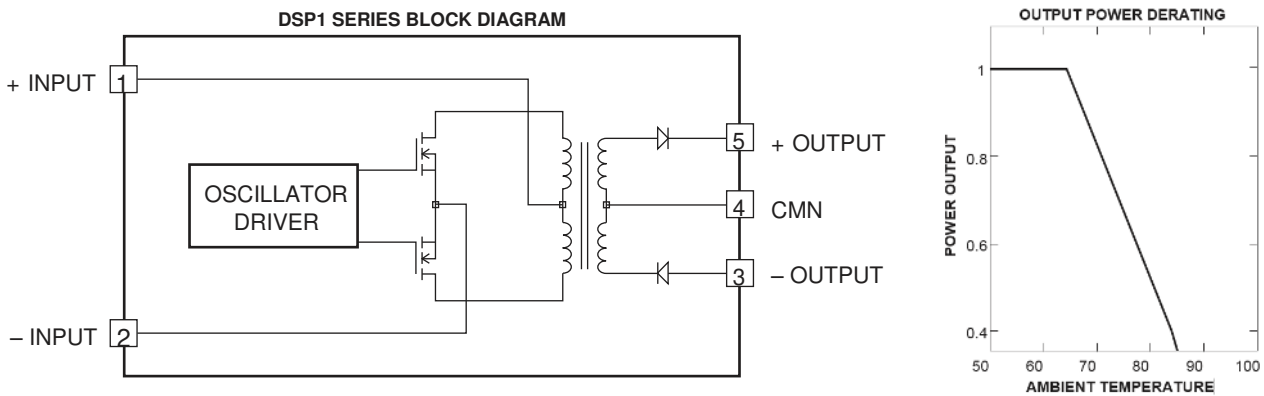 DSP1 SERIES BLOCK DIAGRAM
+ INPUT
1
OSCILLATOR
DRIVER
– INPUT
2
5
+ OUTPUT
4
CMN
3
– OUTPUT
OUTPUT POWER DERATING
POWER OUTPUT
1
0.8
0.6
0.4
50 60 70 80 90 100
AMBIENT TEMPERATURE